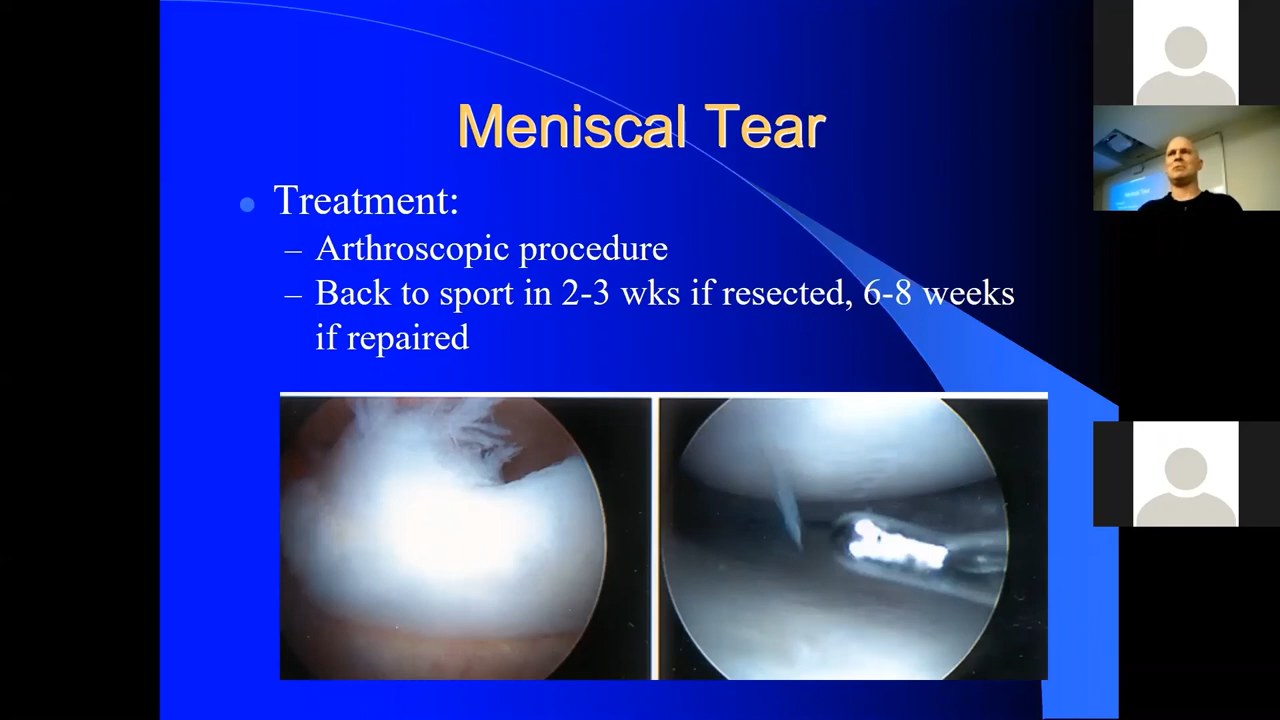 Meniscal Tear
Treatment:
– Arthroscopic procedure
– Back to sport in 2-3 wks if resected, 6-8 weeks
if repaired